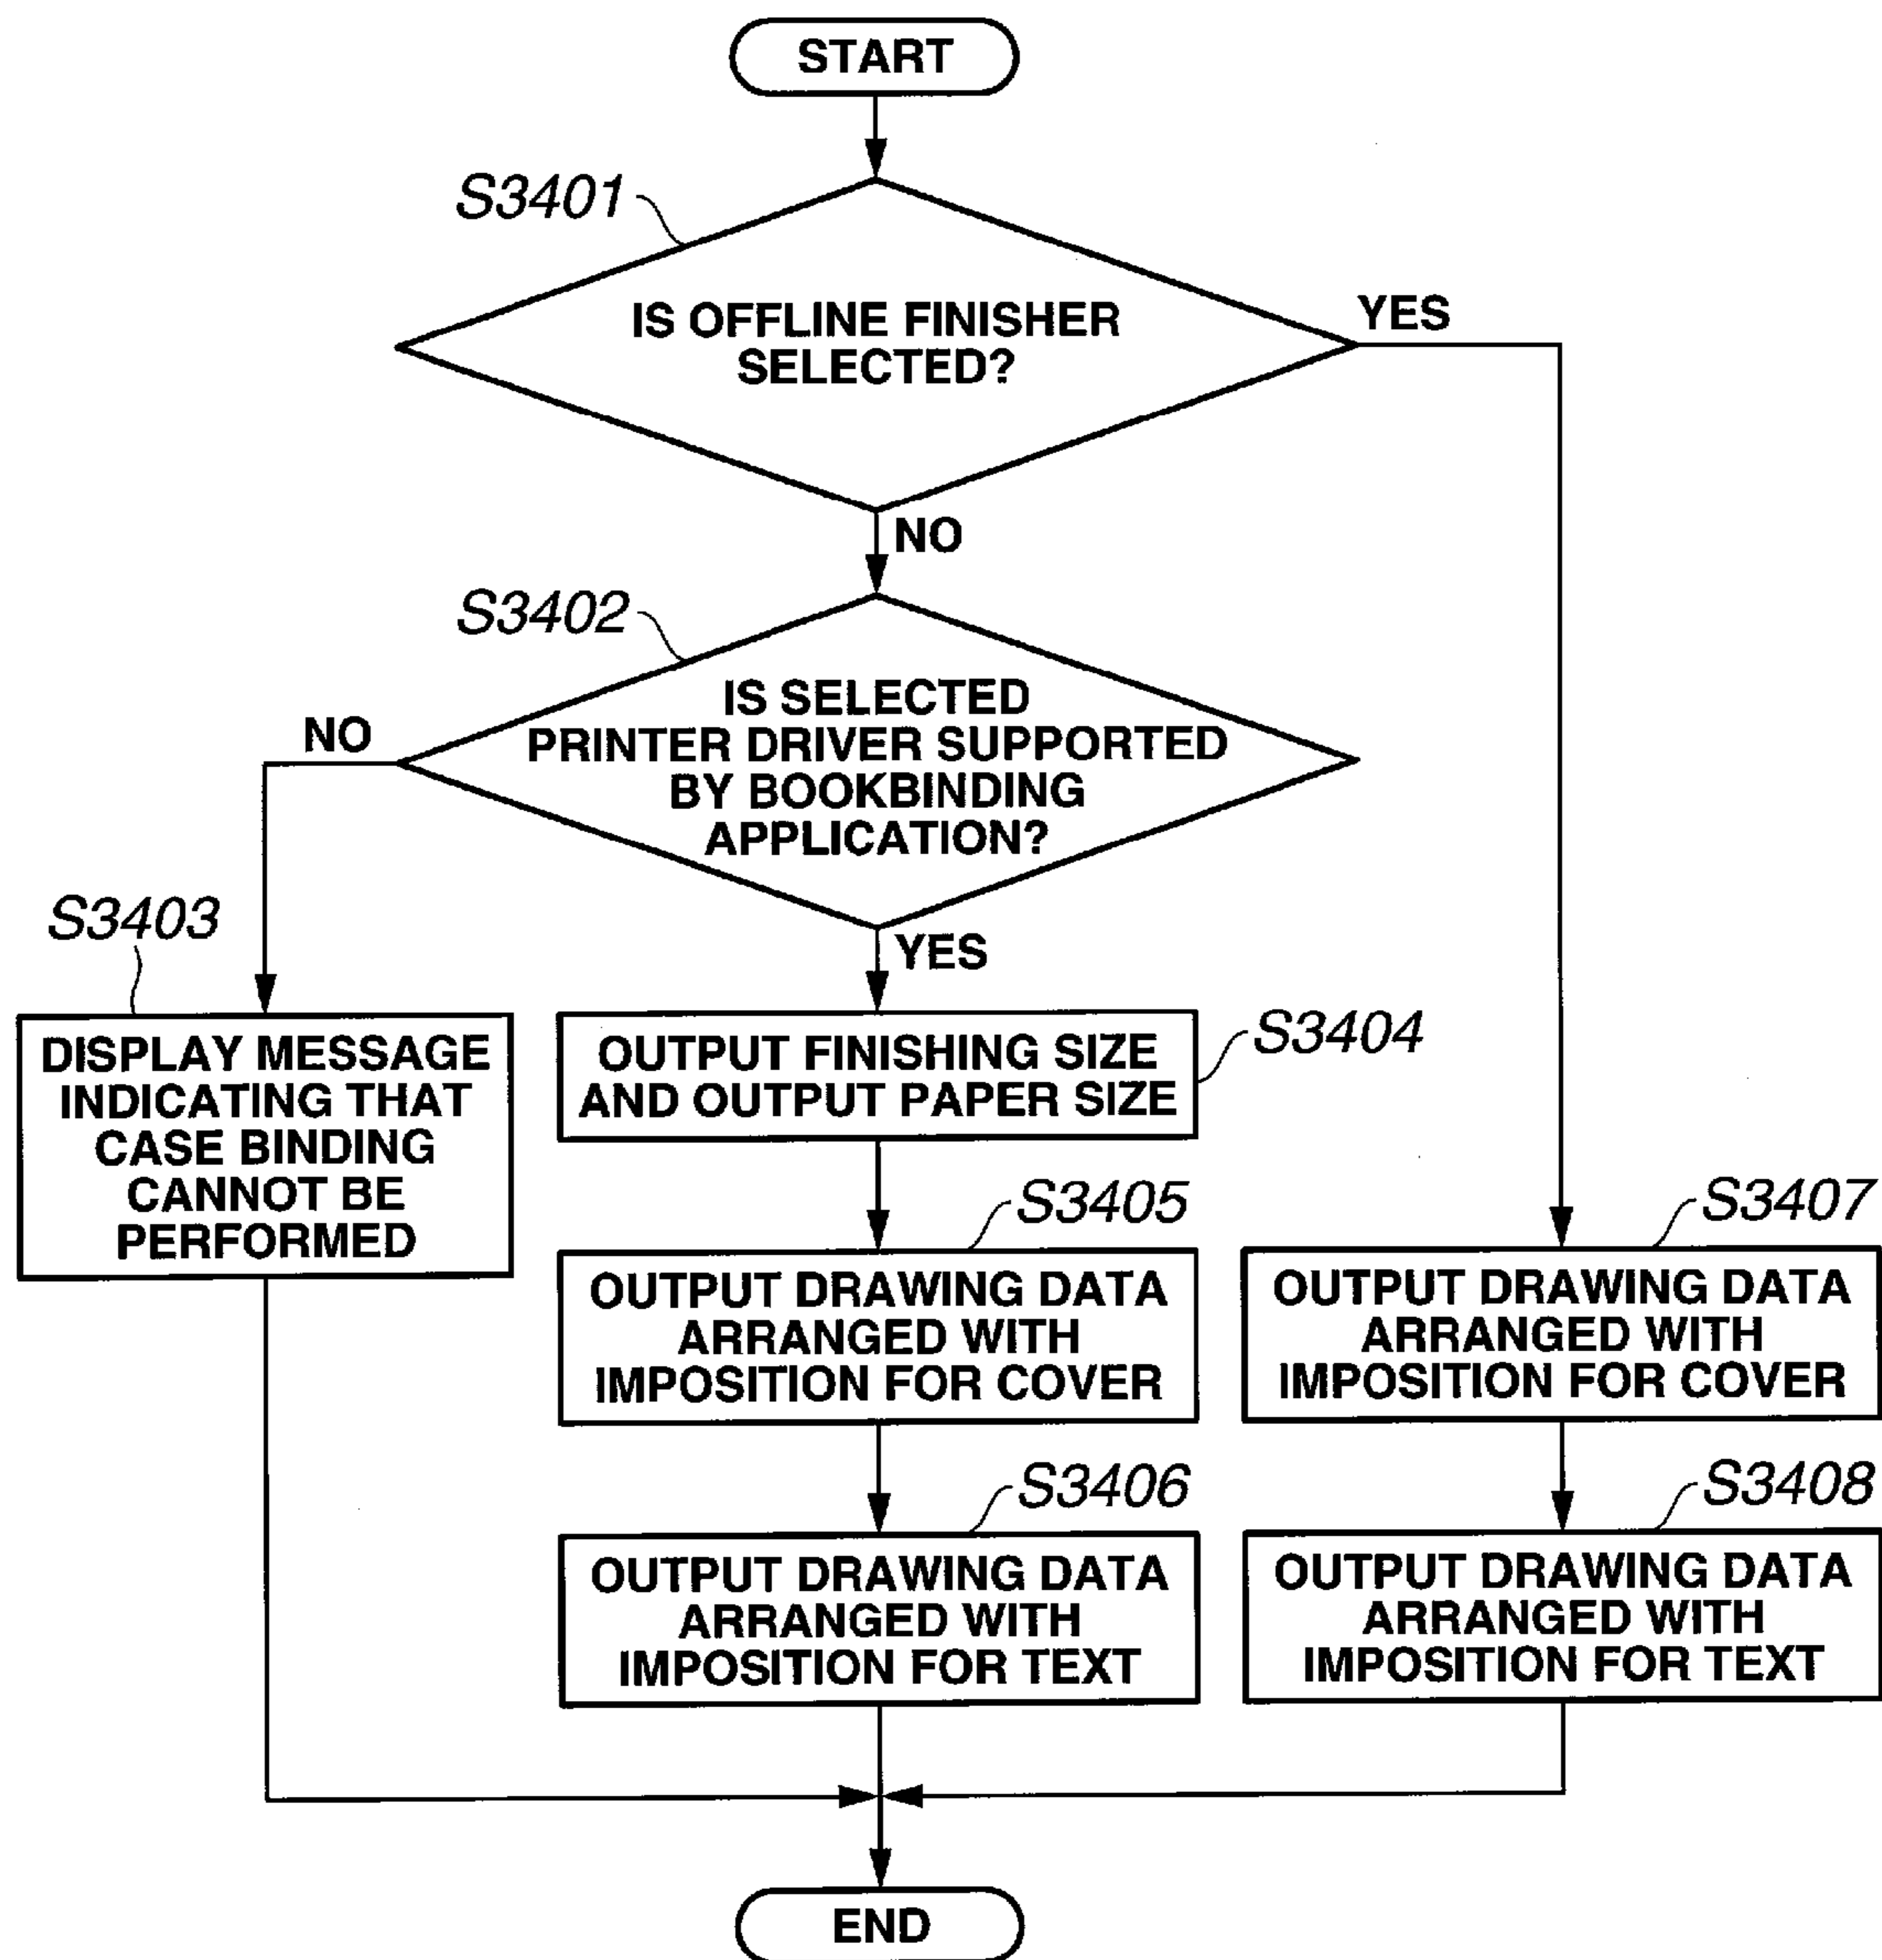 START
S3401
IS OFFLINE FINISHER
SELECTED?
YES
NO
S3402
IS SELECTED
PRINTER DRIVER SUPPORTED
BY BOOKBINDING
APPLICATION?
NO
YES
S3403
DISPLAY MESSAGE
INDICATING THAT
CASE BINDING
CANNOT BE
PERFORMED
OUTPUT FINISHING SIZE
AND OUTPUT PAPER SIZE
S3404
S3405
OUTPUT DRAWING DATA
ARRANGED WITH
IMPOSITION FOR COVER
S3407
OUTPUT DRAWING DATA
ARRANGED WITH
IMPOSITION FOR COVER
S3406
OUTPUT DRAWING DATA
ARRANGED WITH
IMPOSITION FOR TEXT
S3408
OUTPUT DRAWING DATA
ARRANGED WITH
IMPOSITION FOR TEXT
END